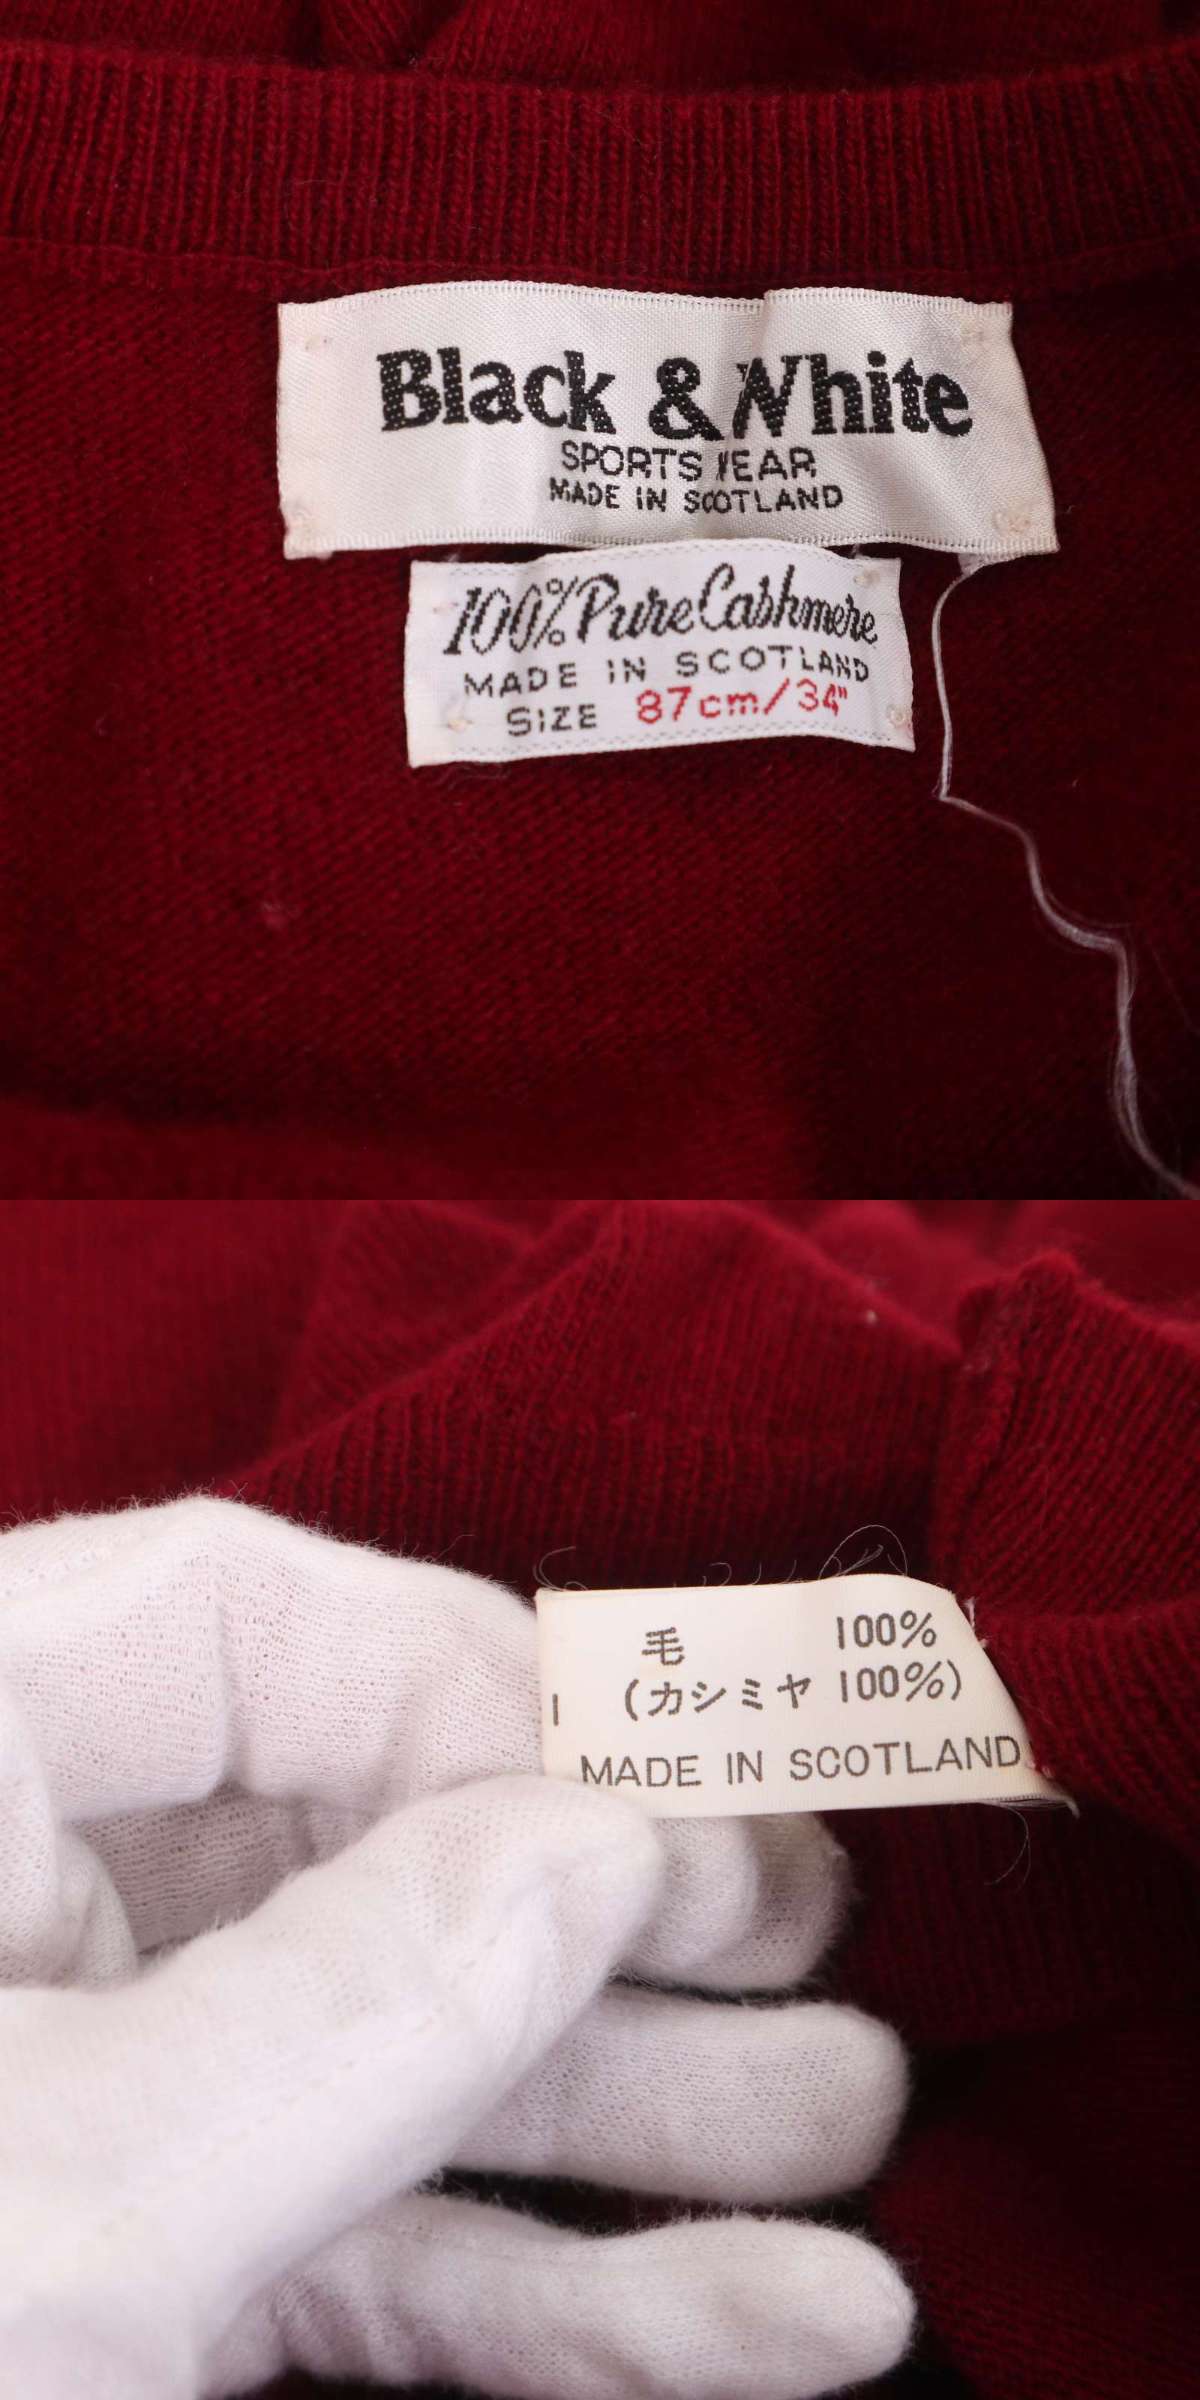 Black & White
SPORTS WEAR
MADE IN SCOTLAND
100% Pure Cashmere
MADE IN SCOTLAND
SIZE 87cm/34"
毛 100%
(カシミヤ 100%)
MADE IN SCOTLAND